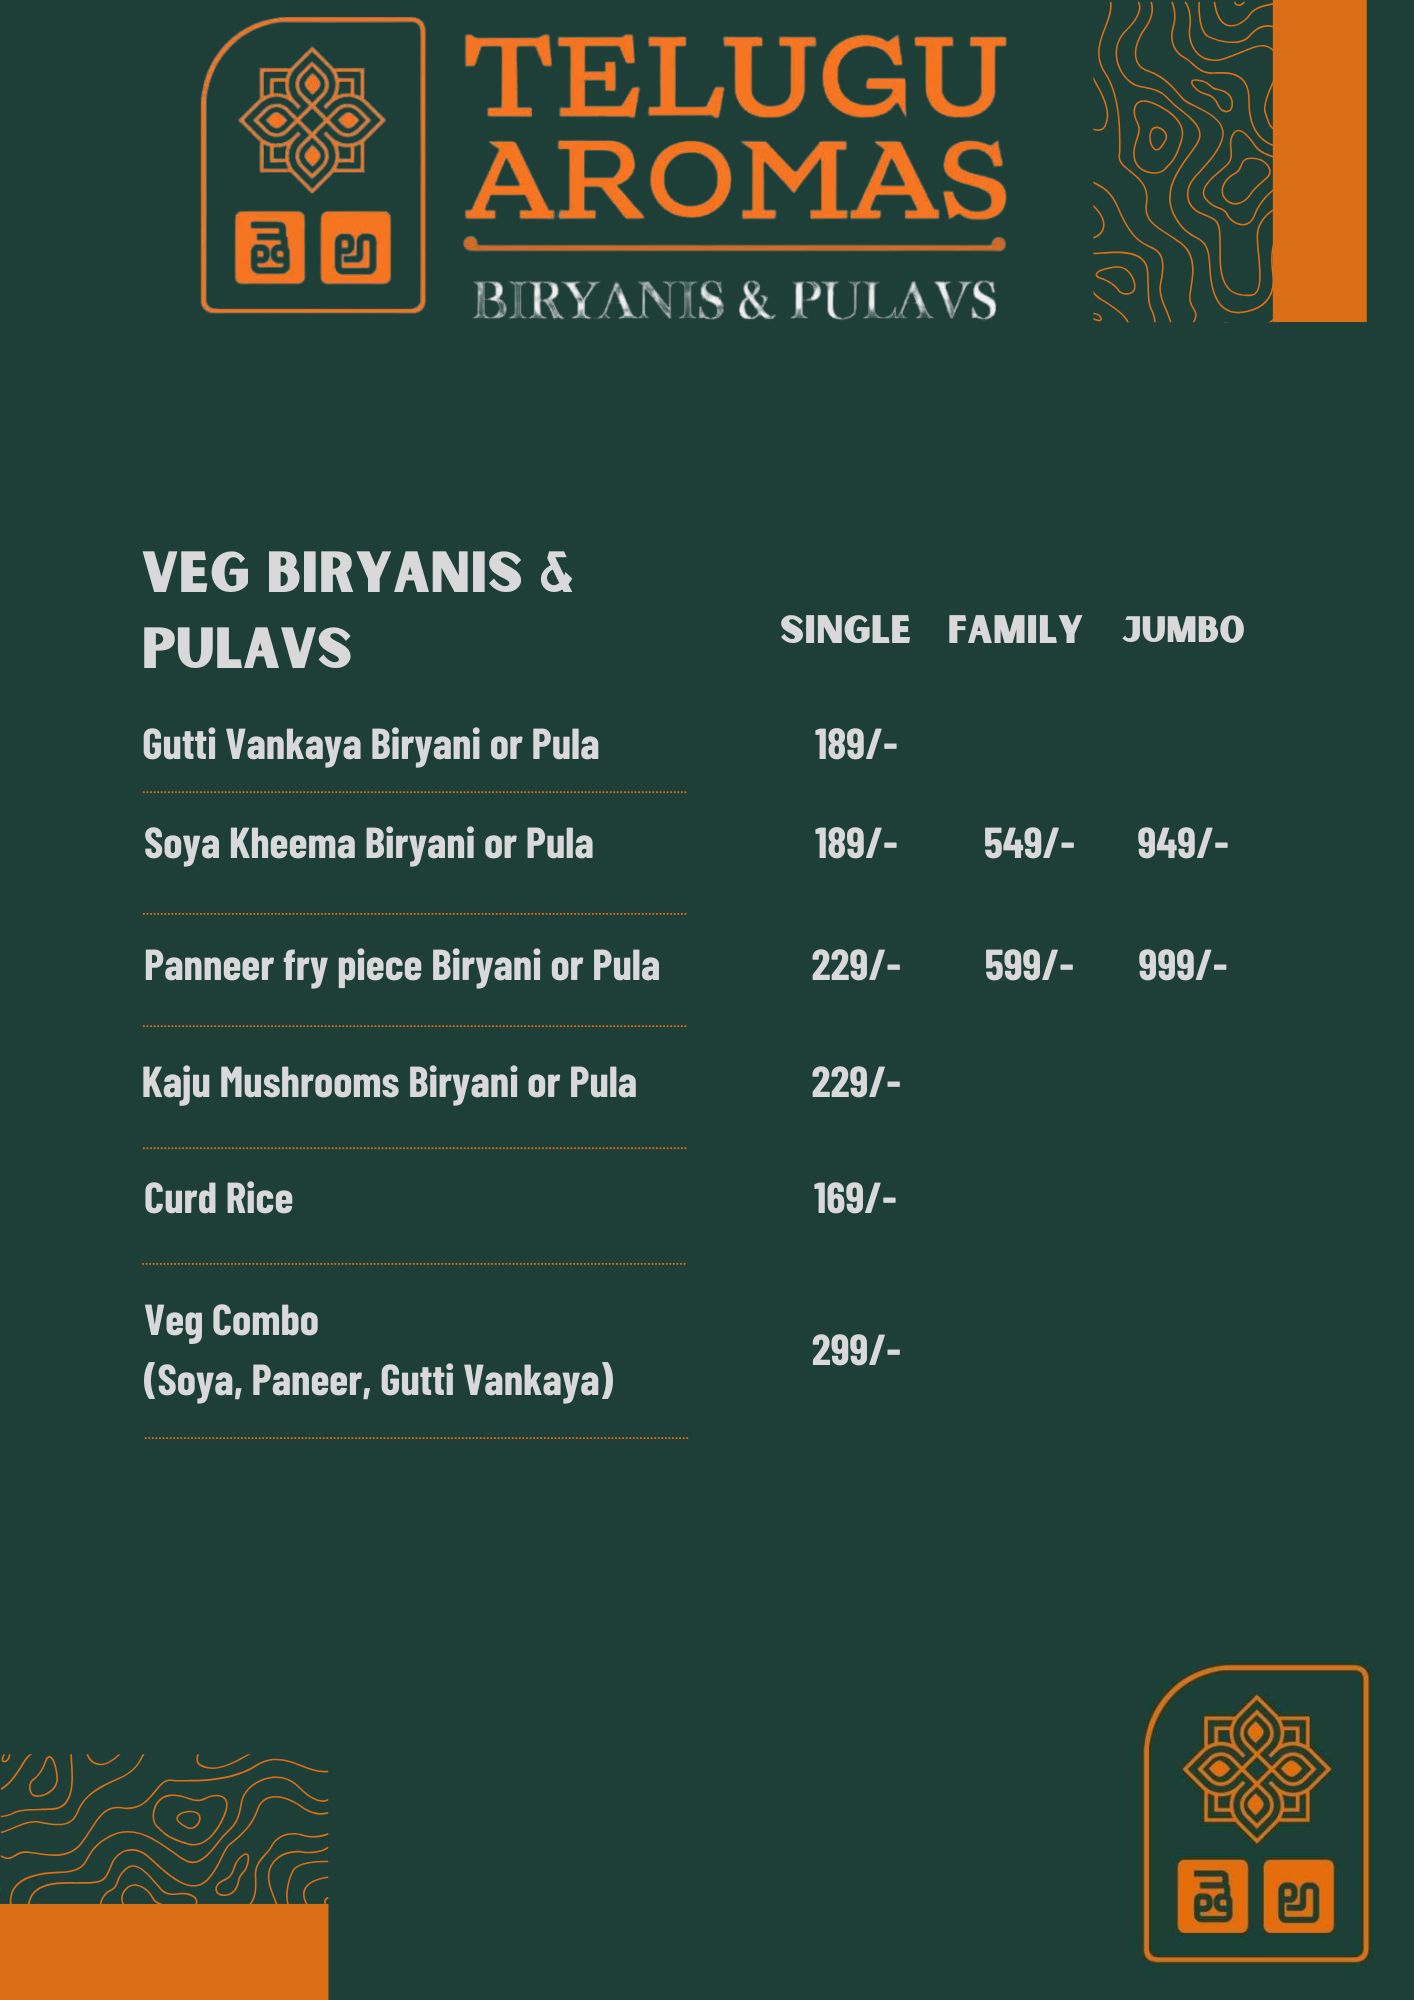 TELUGU
AROMAS
తె అ
BIRYANIS & PULAVS
VEG BIRYANIS &
PULAVS
SINGLE FAMILY JUMBO
Gutti Vankaya Biryani or Pula 189/-
Soya Kheema Biryani or Pula 189/- 549/- 949/-
Panneer fry piece Biryani or Pula 229/- 599/- 999/-
Kaju Mushrooms Biryani or Pula 229/-
Curd Rice 169/-
Veg Combo
(Soya, Paneer, Gutti Vankaya) 299/-
తె అ